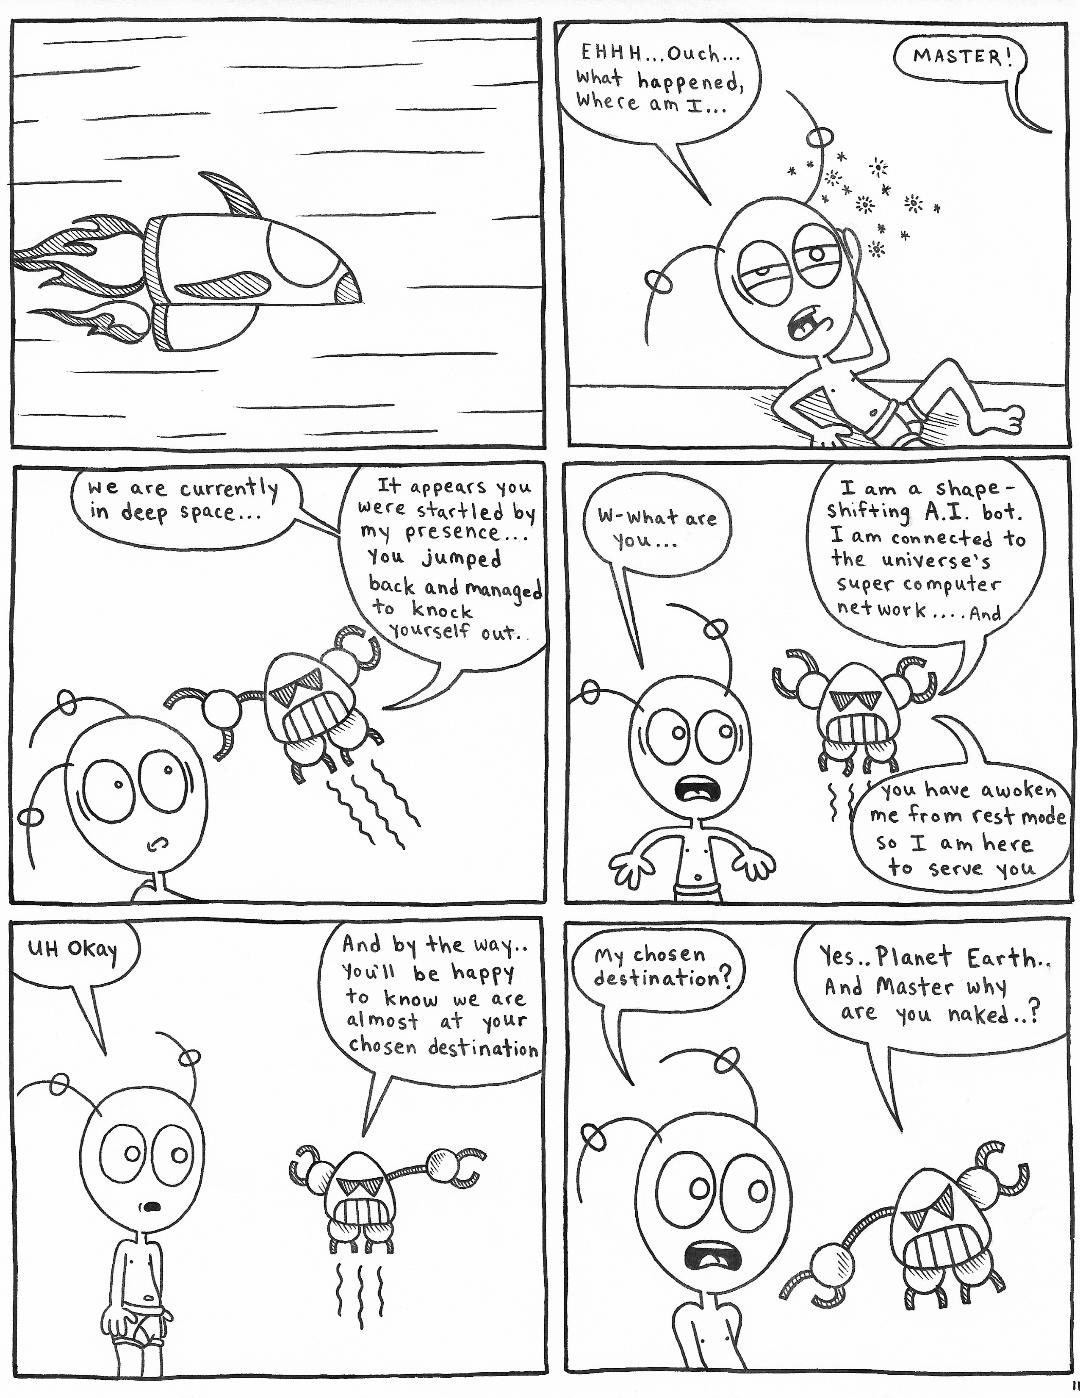 EHHH...Ouch...
What happened,
Where am I...
MASTER!
We are currently
in deep space...
It appears you
were startled by
my presence...
You jumped
back and managed
to knock
yourself out..
W-What are
you...
I am a shape-
shifting A.I. bot.
I am connected to
the universe's
super computer
network....And
you have awoken
me from rest mode
so I am here
to serve you
UH Okay
And by the way..
You'll be happy
to know we are
almost at your
chosen destination
My chosen
destination?
Yes..Planet Earth..
And Master why
are you naked..?
11